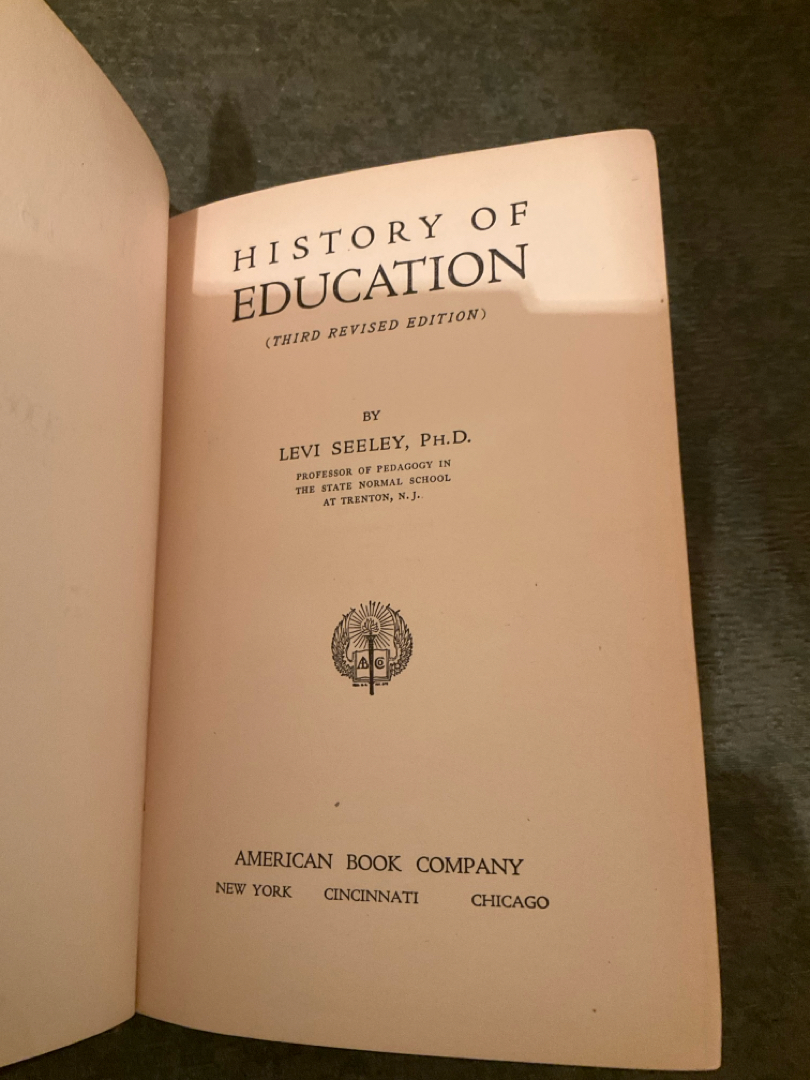 HISTORY OF
EDUCATION
(THIRD REVISED EDITION)
BY
LEVI SEELEY, PH.D.
PROFESSOR OF PEDAGOGY IN
THE STATE NORMAL SCHOOL
AT TRENTON, N. J.
ABC
AMERICAN BOOK COMPANY
NEW YORK CINCINNATI CHICAGO